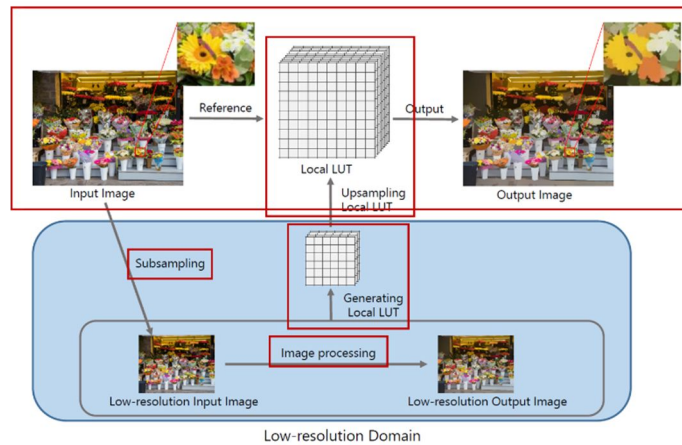 Reference
Output
Local LUT
Input Image
Output Image
Upsampling
Local LUT
Subsampling
Generating
Local LUT
Image processing
Low-resolution Input Image
Low-resolution Output Image
Low-resolution Domain